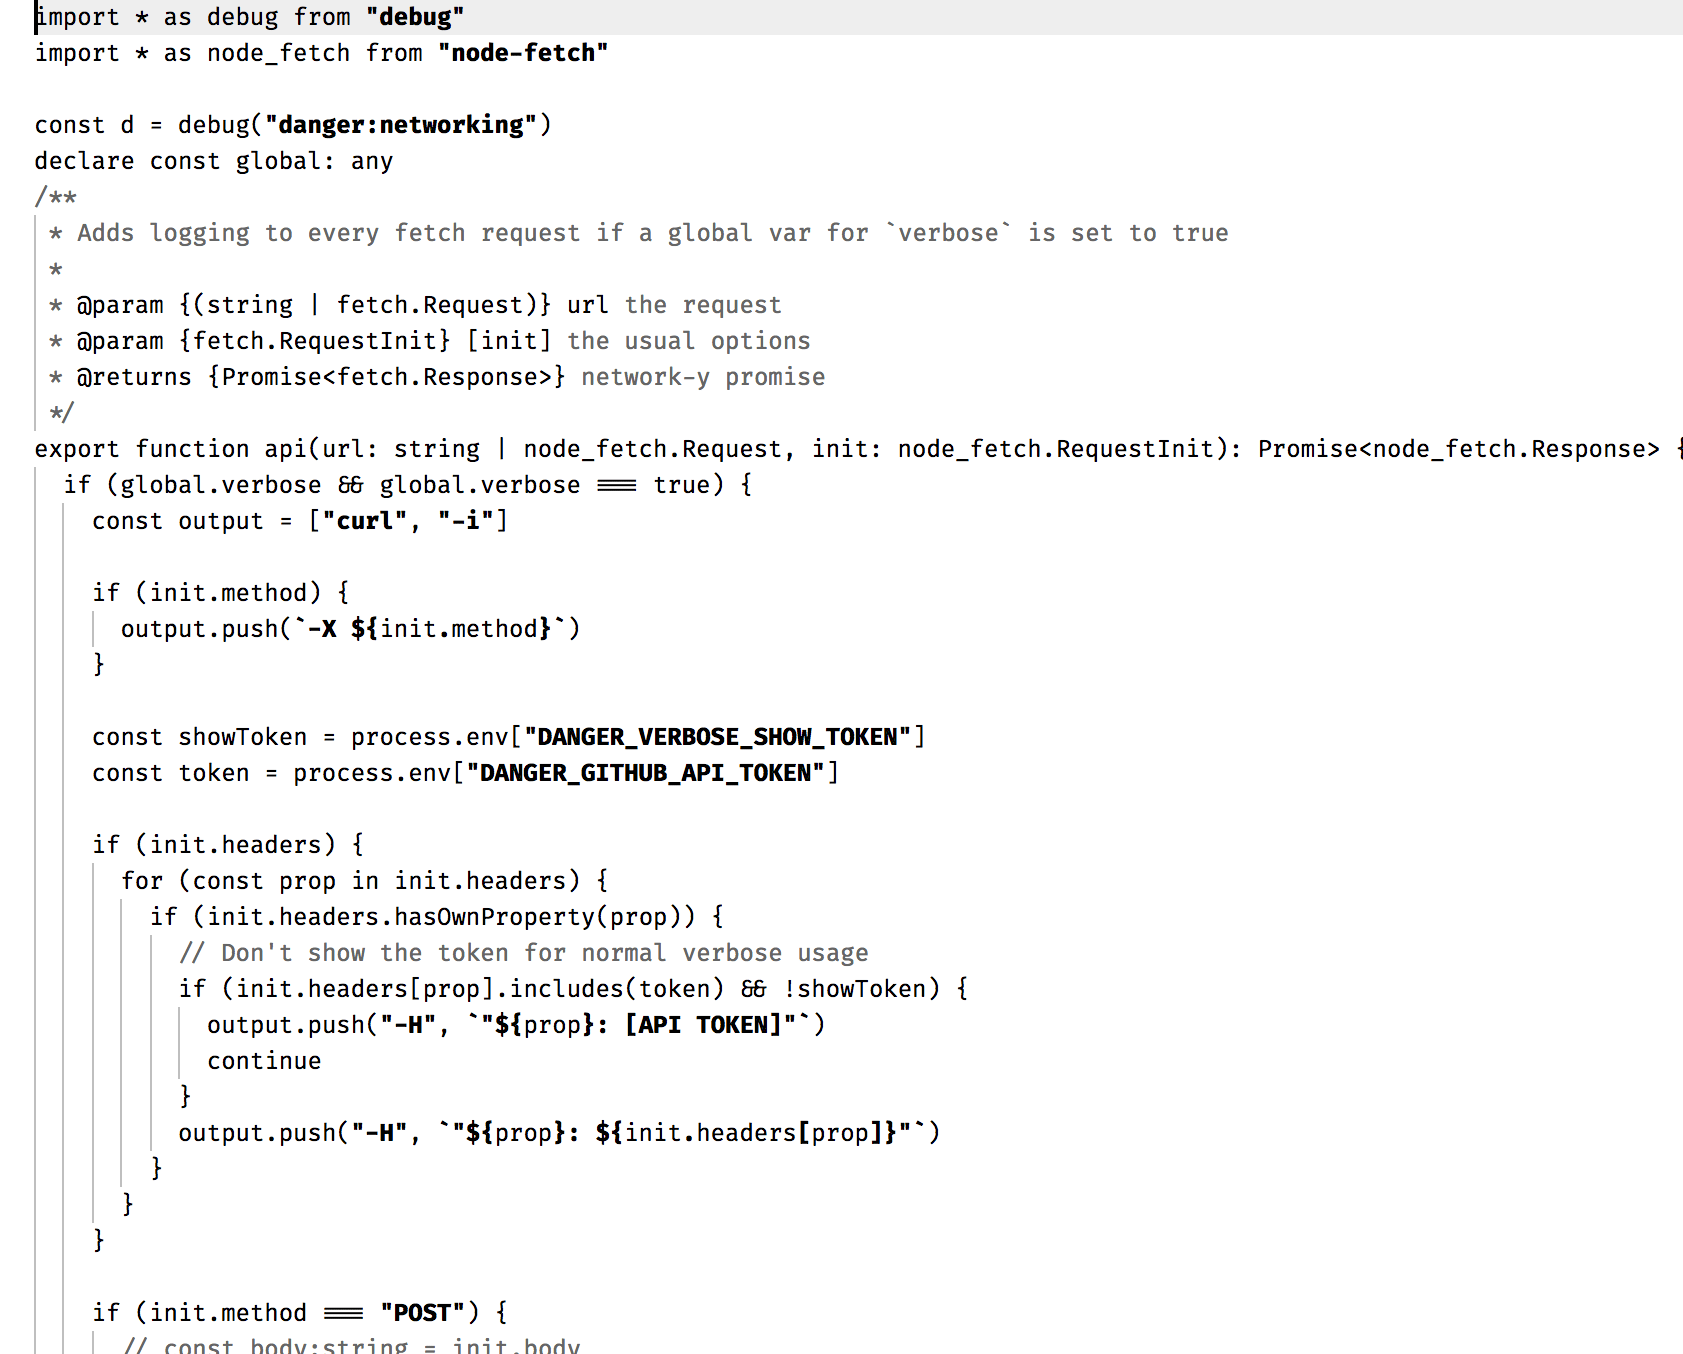 import * as debug from "debug"
import * as node_fetch from "node-fetch"
const d = debug("danger:networking")
declare const global: any
/**
 * Adds logging to every fetch request if a global var for `verbose` is set to true
 *
 * @param {(string | fetch.Request)} url the request
 * @param {fetch.RequestInit} [init] the usual options
 * @returns {Promise<fetch.Response>} network-y promise
 */
export function api(url: string | node_fetch.Request, init: node_fetch.RequestInit): Promise<node_fetch.Response> {
  if (global.verbose && global.verbose === true) {
    const output = ["curl", "-i"]
    if (init.method) {
      output.push(`-X ${init.method}`)
    }
    const showToken = process.env["DANGER_VERBOSE_SHOW_TOKEN"]
    const token = process.env["DANGER_GITHUB_API_TOKEN"]
    if (init.headers) {
      for (const prop in init.headers) {
        if (init.headers.hasOwnProperty(prop)) {
          // Don't show the token for normal verbose usage
          if (init.headers[prop].includes(token) && !showToken) {
            output.push("-H", `"${prop}: [API TOKEN]"`)
            continue
          }
          output.push("-H", `"${prop}: ${init.headers[prop]}"`)
        }
      }
    }
    if (init.method === "POST") {
      // const body:string = init.body